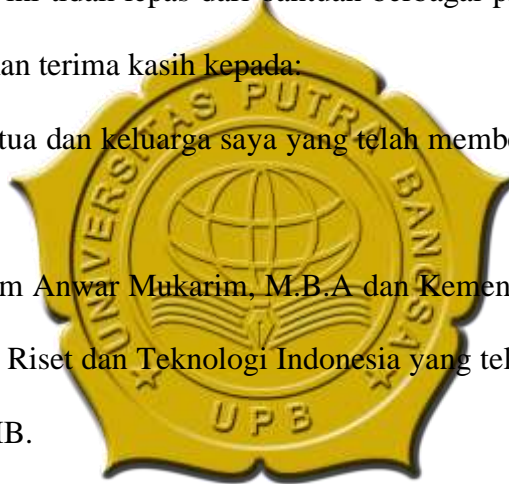 ini tidak lepas dari bantuan berbagai p
an terima kasih kepada:
tua dan keluarga saya yang telah membe
m Anwar Mukarim, M.B.A dan Kemen
Riset dan Teknologi Indonesia yang tel
IB.
UNIVERSITAS PUTRA BANGSA
UPB